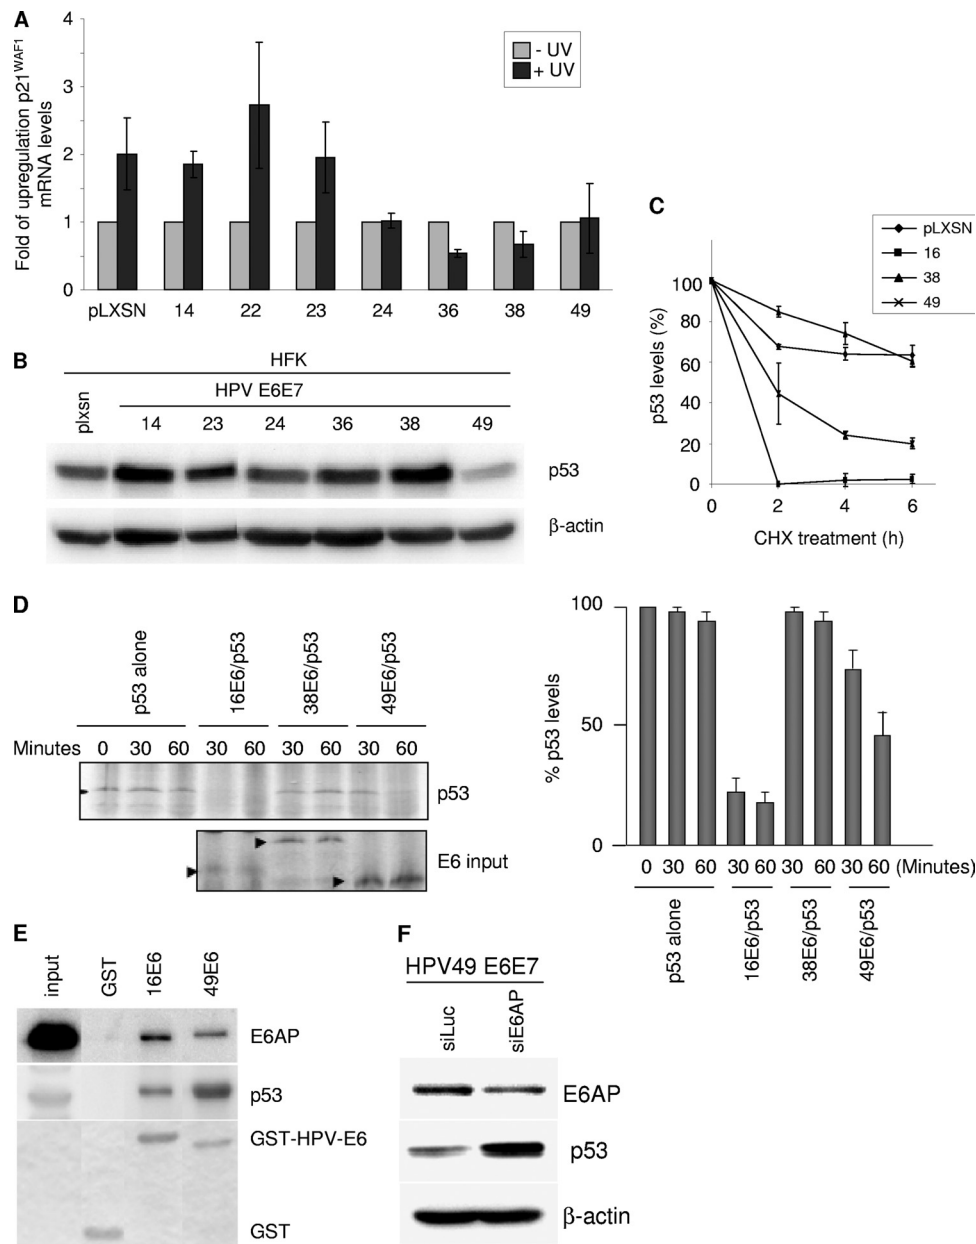 A
Fold of upregulation p21WAF1
mRNA levels
4
3
2
1
0
- UV
+ UV
pLXSN 14 22 23 24 36 38 49
B
HFK
HPV E6E7
plxsn 14 23 24 36 38 49
p53
β-actin
C
pLXSN
16
38
49
p53 levels (%)
100
80
60
40
20
0
0 2 4 6
CHX treatment (h)
D
p53 alone 16E6/p53 38E6/p53 49E6/p53
Minutes 0 30 60 30 60 30 60 30 60
p53
E6 input
% p53 levels
100
50
0
0 30 60 30 60 30 60 30 60 (Minutes)
p53 alone 16E6/p53 38E6/p53 49E6/p53
E
input GST 16E6 49E6
E6AP
p53
GST-HPV-E6
GST
F
HPV49 E6E7
siLuc siE6AP
E6AP
p53
β-actin